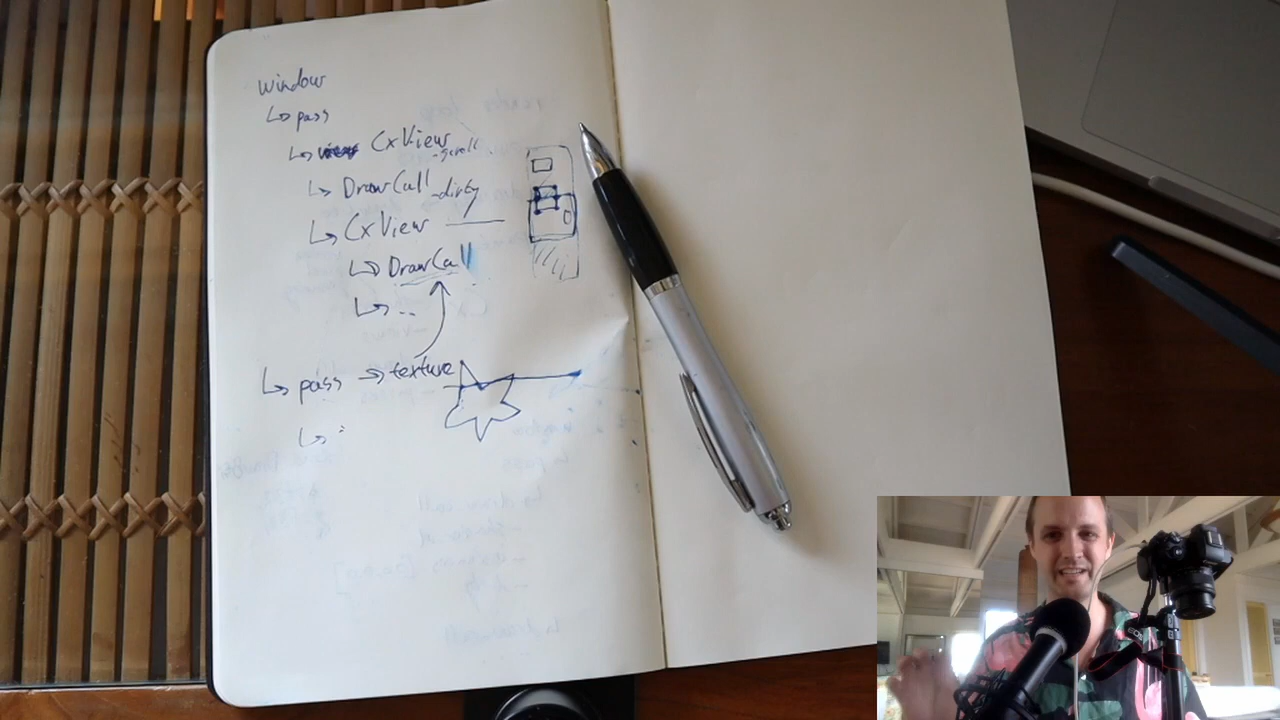 window
↳ pass
↳ CxView -scroll
↳ DrawCall -dirty
↳ CxView
↳ DrawCall
↳ ..
↳ pass → texture
↳ :